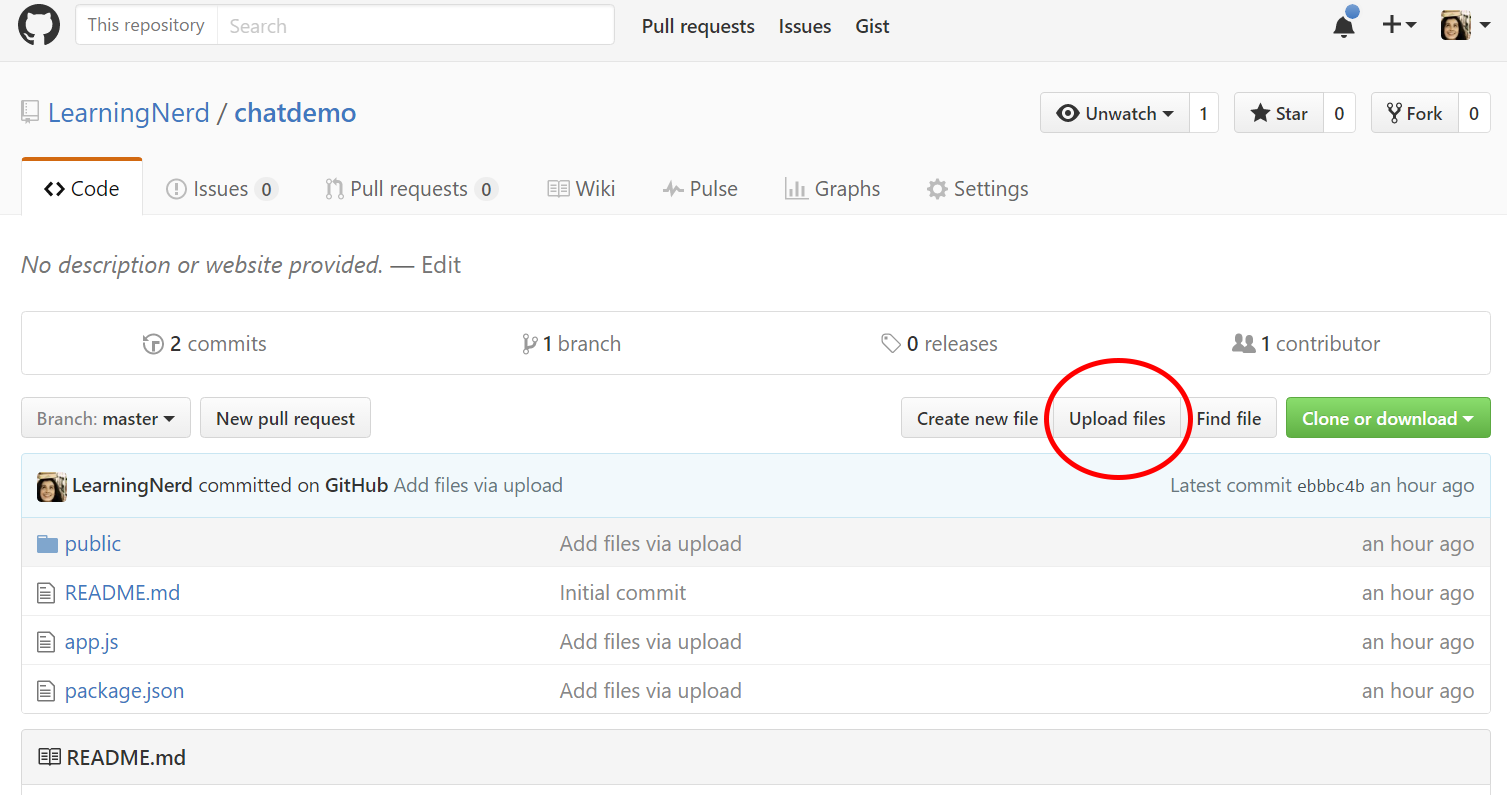 This repository Search Pull requests Issues Gist
LearningNerd / chatdemo Unwatch 1 Star 0 Fork 0
Code Issues 0 Pull requests 0 Wiki Pulse Graphs Settings
No description or website provided. — Edit
2 commits 1 branch 0 releases 1 contributor
Branch: master New pull request Create new file Upload files Find file Clone or download
LearningNerd committed on GitHub Add files via upload Latest commit ebbbc4b an hour ago
public Add files via upload an hour ago
README.md Initial commit an hour ago
app.js Add files via upload an hour ago
package.json Add files via upload an hour ago
README.md